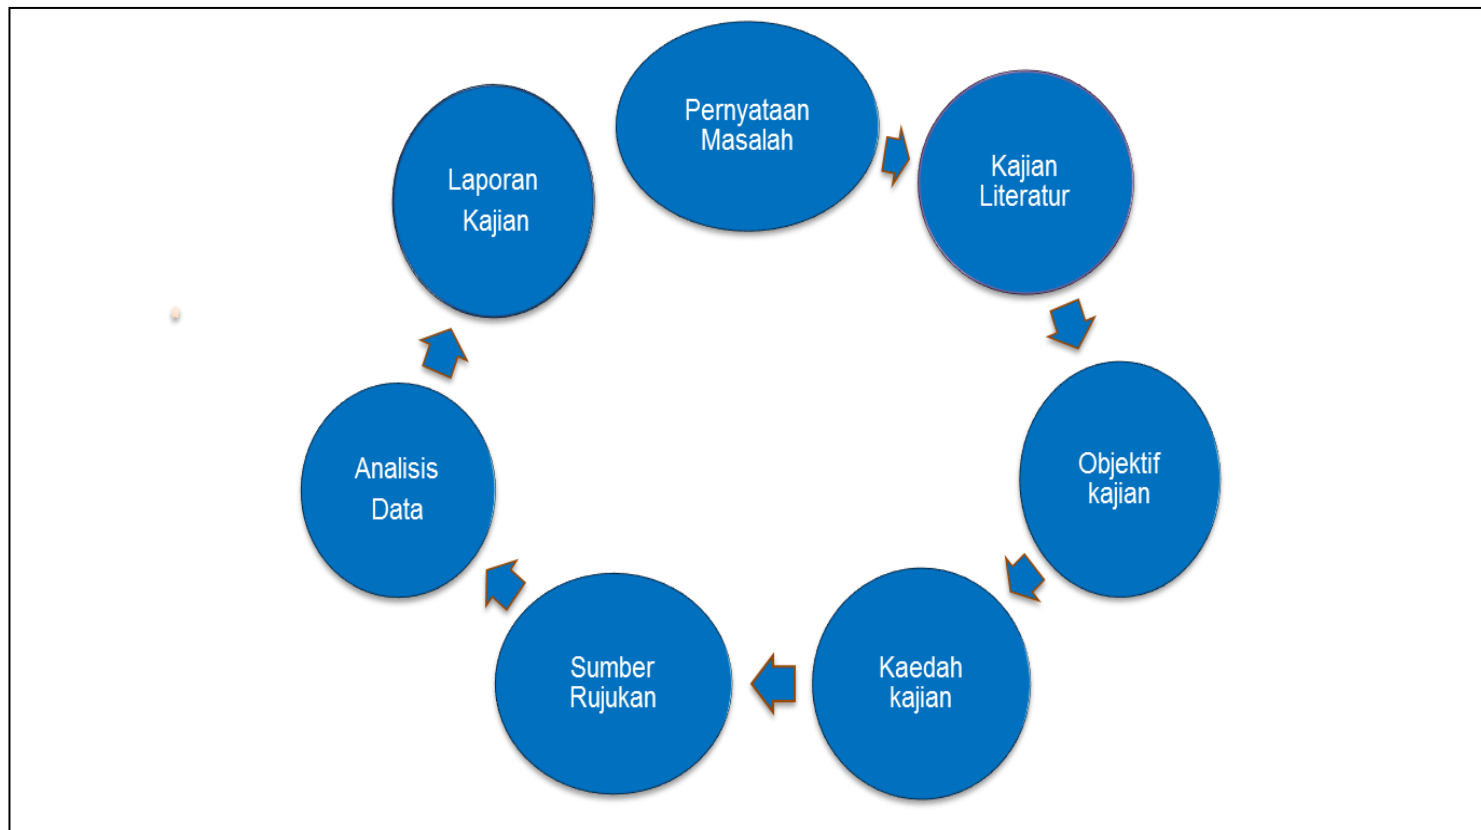 Pernyataan
Masalah
Kajian
Literatur
Objektif
kajian
Kaedah
kajian
Sumber
Rujukan
Analisis
Data
Laporan
Kajian